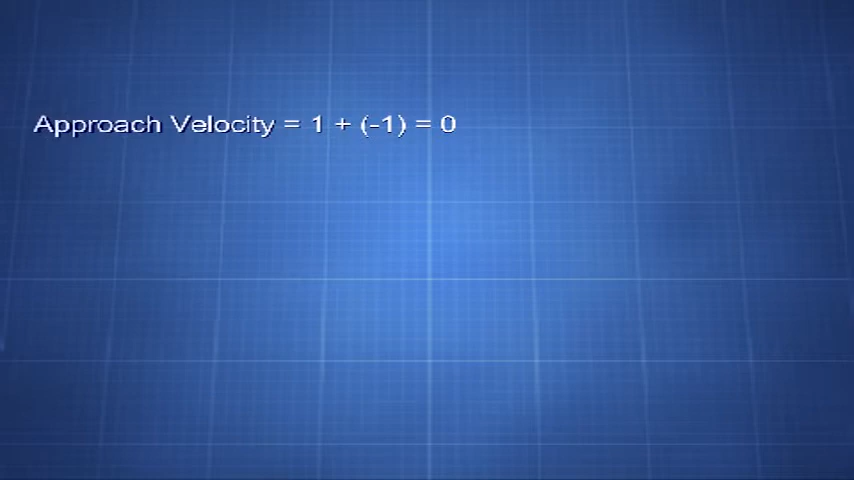 Approach Velocity = 1 + (-1) = 0